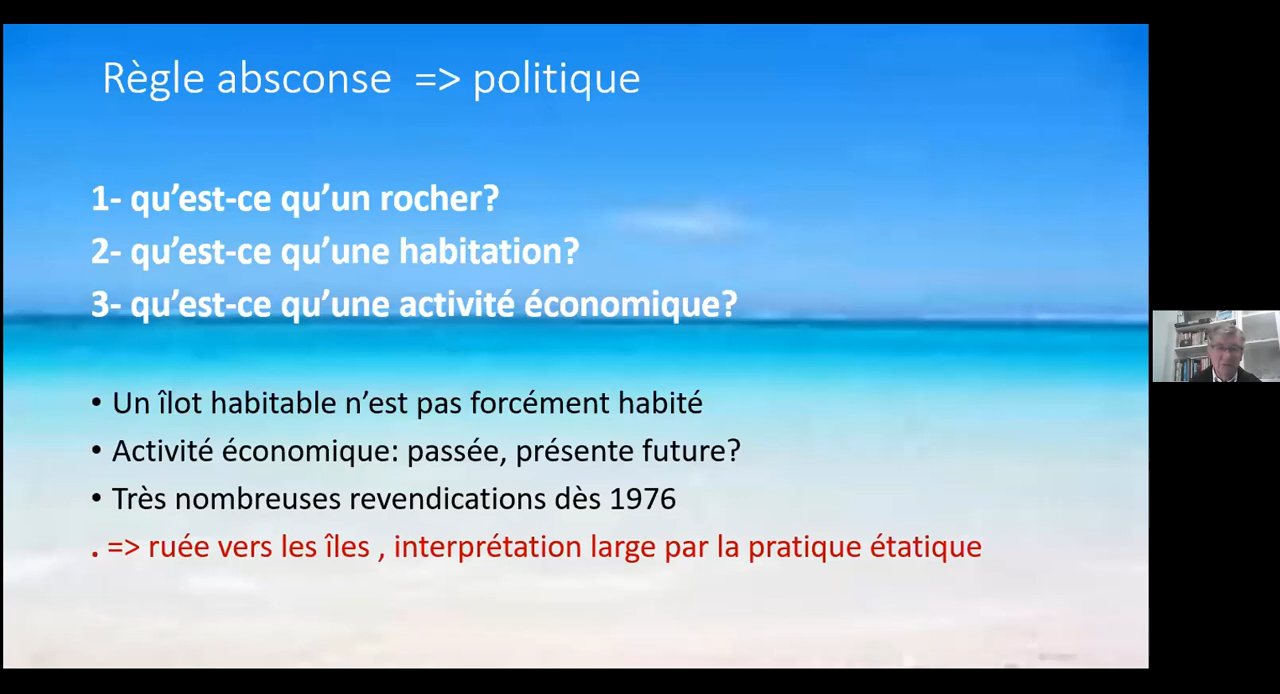 Règle absconse => politique
1- qu’est-ce qu’un rocher?
2- qu’est-ce qu’une habitation?
3- qu’est-ce qu’une activité économique?
• Un îlot habitable n’est pas forcément habité
• Activité économique: passée, présente future?
• Très nombreuses revendications dès 1976
. => ruée vers les îles , interprétation large par la pratique étatique